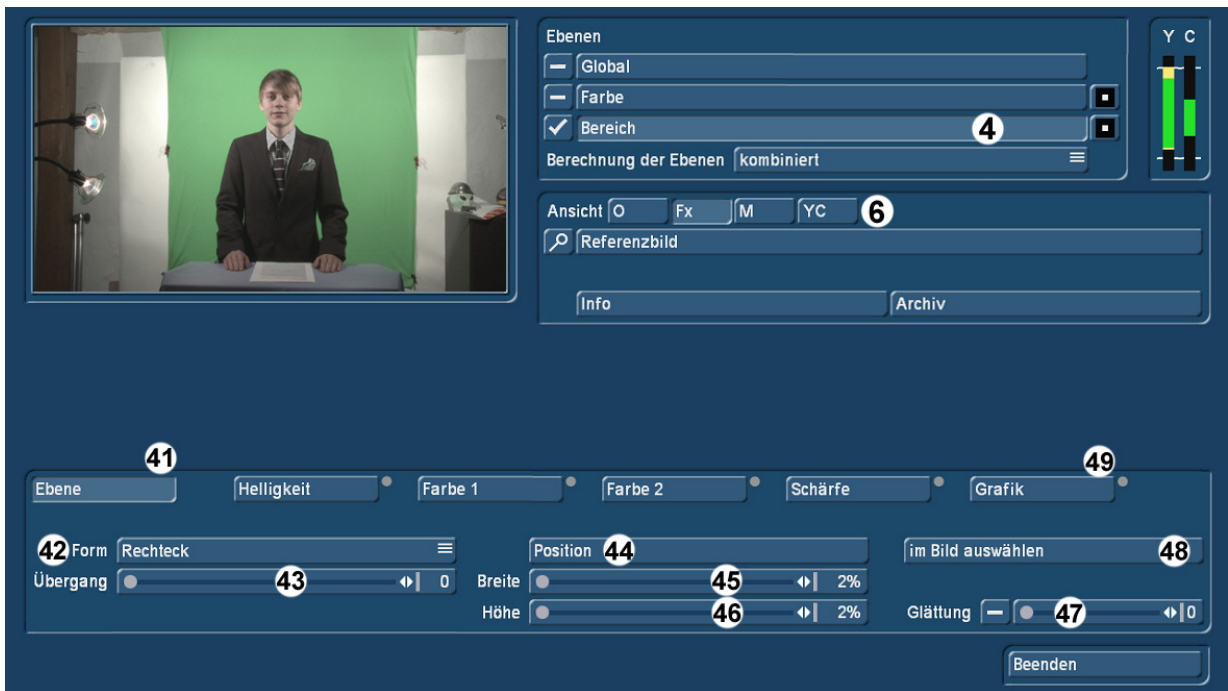 Ebenen
Y C
Global
Farbe
Bereich 4
Berechnung der Ebenen kombiniert
Ansicht O Fx M YC 6
Referenzbild
Info Archiv
41 49
Ebene Helligkeit Farbe 1 Farbe 2 Schärfe Grafik
42 Form Rechteck Position 44 im Bild auswählen 48
Übergang 43 0 Breite 45 2%
Höhe 46 2% Glättung 47 0
Beenden